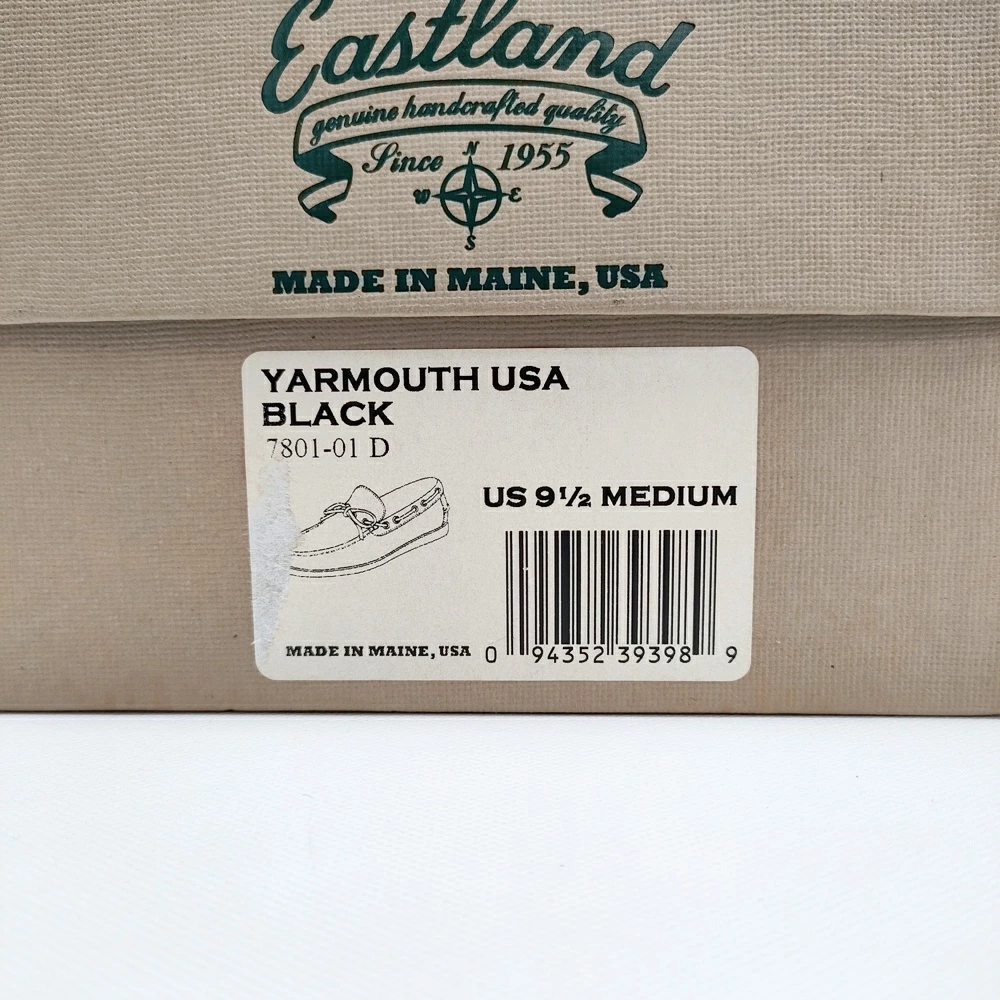 Eastland
genuine handcrafted quality
Since 1955
N
W E
S
MADE IN MAINE, USA
YARMOUTH USA
BLACK
7801-01 D
US 9½ MEDIUM
MADE IN MAINE, USA
0 94352 39398 9